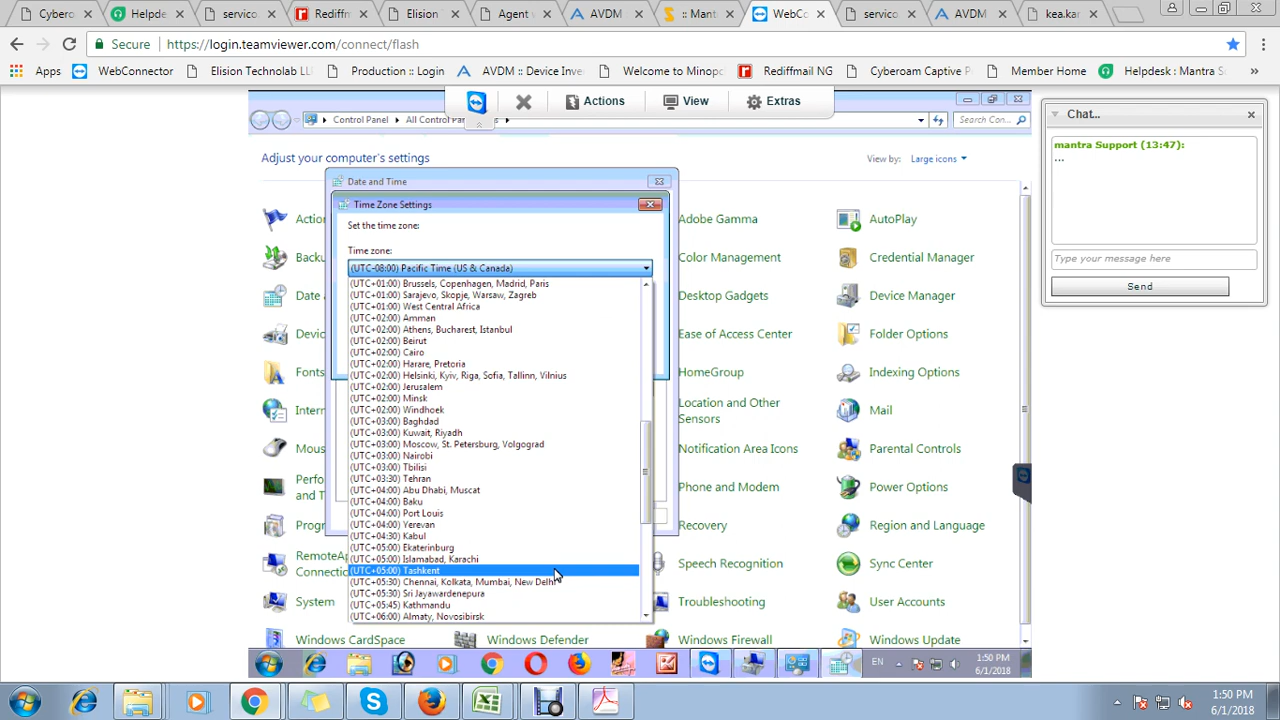 Cybero
Helpde
servico
Rediff
Elision
Agent
AVDM
:: Mant
WebCo
servico
AVDM
kea.kar
Secure
https://login.teamviewer.com/connect/flash
Apps
WebConnector
Elision Technolab LL
Production :: Login
AVDM :: Device Inve
Welcome to Minop
Rediffmail NG
Cyberoam Captive P
Member Home
Helpdesk : Mantra S
»
Actions
View
Extras
Control Panel
All Control Pa
Search Con...
Adjust your computer's settings
View by:
Large icons
Date and Time
Time Zone Settings
Set the time zone:
Time zone:
(UTC-08:00) Pacific Time (US & Canada)
(UTC+01:00) Brussels, Copenhagen, Madrid, Paris
(UTC+01:00) Sarajevo, Skopje, Warsaw, Zagreb
(UTC+01:00) West Central Africa
(UTC+02:00) Amman
(UTC+02:00) Athens, Bucharest, Istanbul
(UTC+02:00) Beirut
(UTC+02:00) Cairo
(UTC+02:00) Harare, Pretoria
(UTC+02:00) Helsinki, Kyiv, Riga, Sofia, Tallinn, Vilnius
(UTC+02:00) Jerusalem
(UTC+02:00) Minsk
(UTC+02:00) Windhoek
(UTC+03:00) Baghdad
(UTC+03:00) Kuwait, Riyadh
(UTC+03:00) Moscow, St. Petersburg, Volgograd
(UTC+03:00) Nairobi
(UTC+03:00) Tbilisi
(UTC+03:30) Tehran
(UTC+04:00) Abu Dhabi, Muscat
(UTC+04:00) Baku
(UTC+04:00) Port Louis
(UTC+04:00) Yerevan
(UTC+04:30) Kabul
(UTC+05:00) Ekaterinburg
(UTC+05:00) Islamabad, Karachi
(UTC+05:00) Tashkent
(UTC+05:30) Chennai, Kolkata, Mumbai, New Delhi
(UTC+05:30) Sri Jayawardenepura
(UTC+05:45) Kathmandu
(UTC+06:00) Almaty, Novosibirsk
Actio
Backu
Date a
Devic
Fonts
Intern
Mous
Perfo
and T
Progr
RemoteAp
Connectio
System
Windows CardSpace
Windows Defender
Adobe Gamma
Color Management
Desktop Gadgets
Ease of Access Center
HomeGroup
Location and Other
Sensors
Notification Area Icons
Phone and Modem
Recovery
Speech Recognition
Troubleshooting
Windows Firewall
AutoPlay
Credential Manager
Device Manager
Folder Options
Indexing Options
Mail
Parental Controls
Power Options
Region and Language
Sync Center
User Accounts
Windows Update
EN
1:50 PM
6/1/2018
Chat...
mantra Support (13:47):
...
Type your message here
Send
1:50 PM
6/1/2018